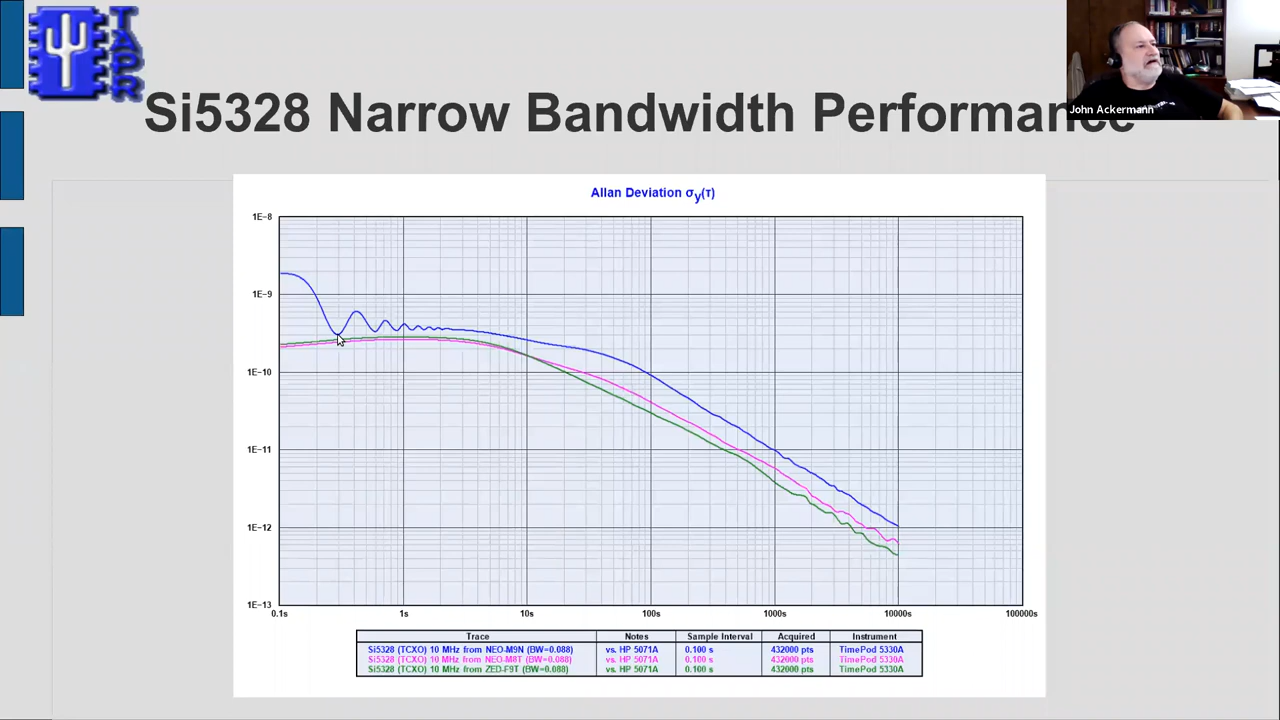 TAPR
John Ackermann
Si5328 Narrow Bandwidth Performance
Allan Deviation σy(τ)
1E−8
1E−9
1E−10
1E−11
1E−12
1E−13
0.1s 1s 10s 100s 1000s 10000s 100000s
Trace Notes Sample Interval Acquired Instrument
Si5328 (TCXO) 10 MHz from NEO-M9N (BW=0.088) vs. HP 5071A 0.100 s 432000 pts TimePod 5330A
Si5328 (TCXO) 10 MHz from NEO-M8T (BW=0.088) vs. HP 5071A 0.100 s 432000 pts TimePod 5330A
Si5328 (TCXO) 10 MHz from ZED-F9T (BW=0.088) vs. HP 5071A 0.100 s 432000 pts TimePod 5330A